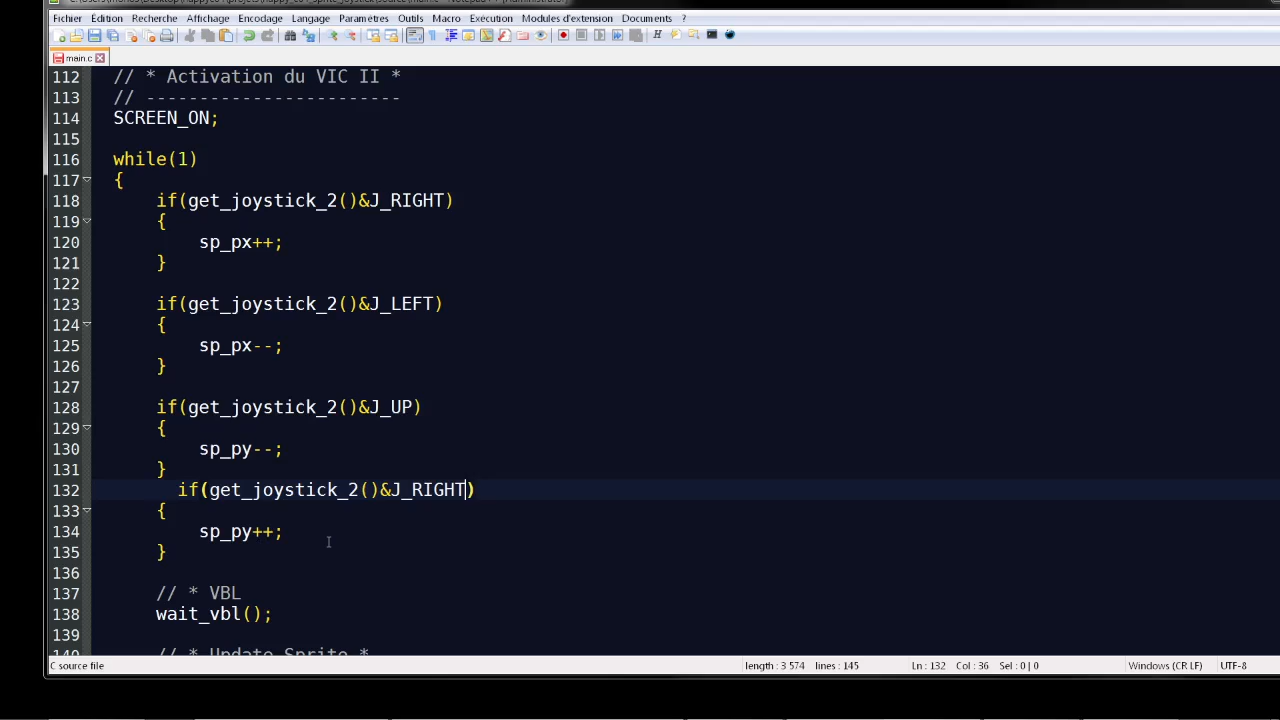 Fichier Édition Recherche Affichage Encodage Langage Paramètres Outils Macro Exécution Modules d'extension Documents ?
main.c
112 // * Activation du VIC II *
113 // ------------------------
114 SCREEN_ON;
115
116 while(1)
117 {
118 if(get_joystick_2()&J_RIGHT)
119 {
120 sp_px++;
121 }
122
123 if(get_joystick_2()&J_LEFT)
124 {
125 sp_px--;
126 }
127
128 if(get_joystick_2()&J_UP)
129 {
130 sp_py--;
131 }
132 if(get_joystick_2()&J_RIGHT)
133 {
134 sp_py++;
135 }
136
137 // * VBL
138 wait_vbl();
139
140 // * Update Sprite *
C source file length : 3 574 lines : 145 Ln : 132 Col : 36 Sel : 0 | 0 Windows (CR LF) UTF-8